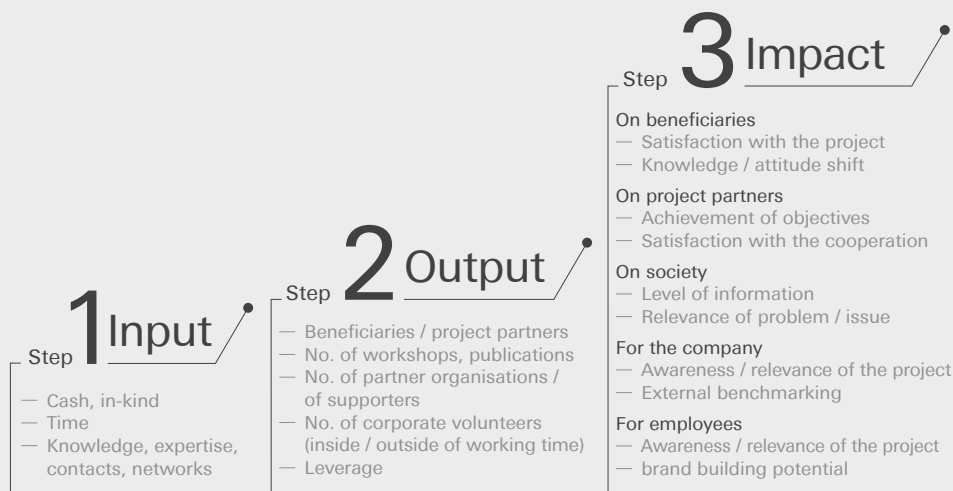 Step 1 Input
— Cash, in-kind
— Time
— Knowledge, expertise,
contacts, networks
Step 2 Output
— Beneficiaries / project partners
— No. of workshops, publications
— No. of partner organisations /
of supporters
— No. of corporate volunteers
(inside / outside of working time)
— Leverage
Step 3 Impact
On beneficiaries
— Satisfaction with the project
— Knowledge / attitude shift
On project partners
— Achievement of objectives
— Satisfaction with the cooperation
On society
— Level of information
— Relevance of problem / issue
For the company
— Awareness / relevance of the project
— External benchmarking
For employees
— Awareness / relevance of the project
— brand building potential